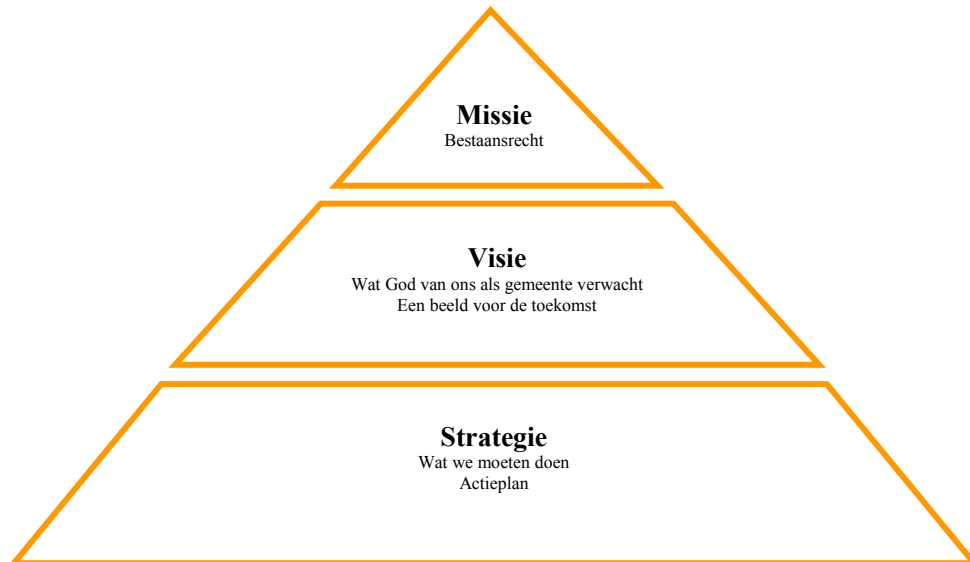 Missie
Bestaansrecht
Visie
Wat God van ons als gemeente verwacht
Een beeld voor de toekomst
Strategie
Wat we moeten doen
Actieplan